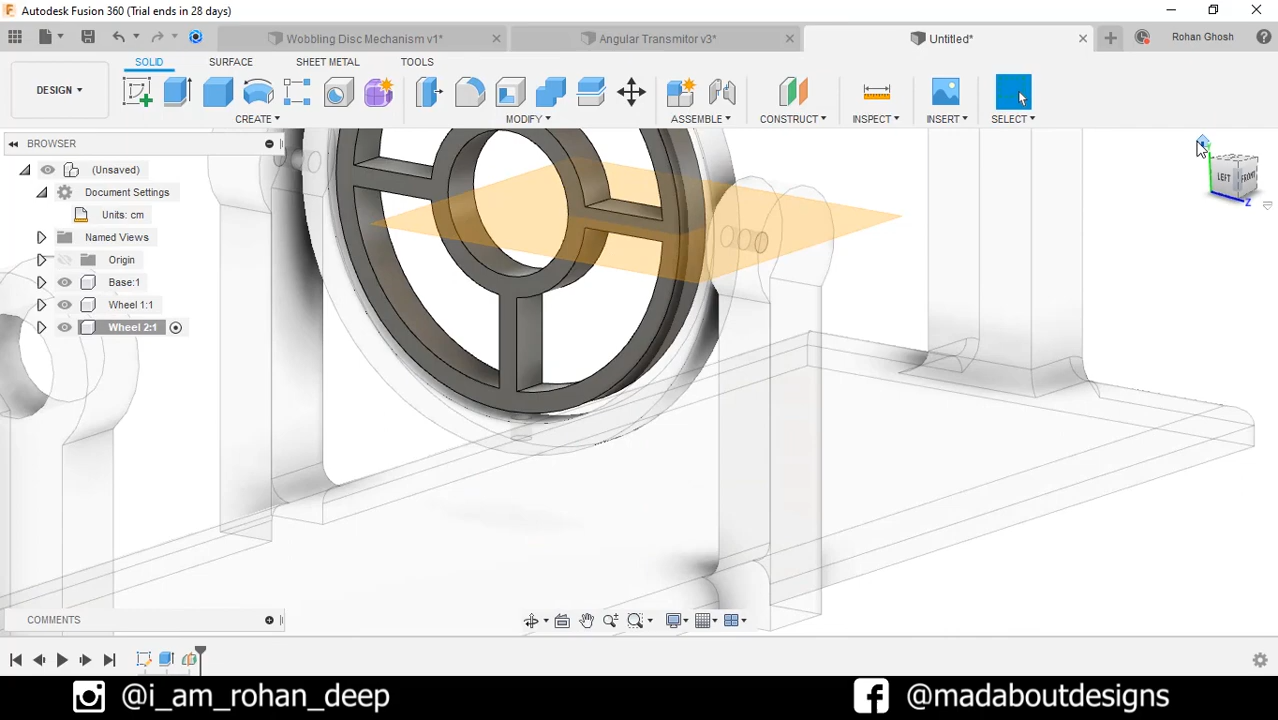 Autodesk Fusion 360 (Trial ends in 28 days)
Wobbling Disc Mechanism v1*
Angular Transmitor v3*
Untitled*
Rohan Ghosh
SOLID
SURFACE
SHEET METAL
TOOLS
DESIGN
CREATE
MODIFY
ASSEMBLE
CONSTRUCT
INSPECT
INSERT
SELECT
BROWSER
(Unsaved)
Document Settings
Units: cm
Named Views
Origin
Base:1
Wheel 1:1
Wheel 2:1
LEFT
FRONT
Z
COMMENTS
@i_am_rohan_deep
@madaboutdesigns